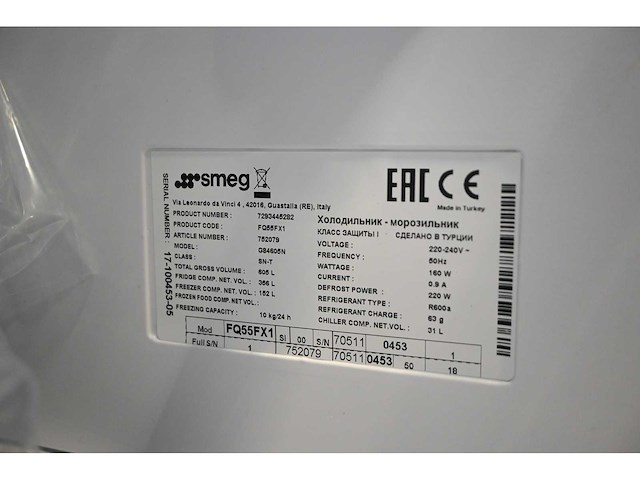 smeg
EAC CE
Via Leonardo da Vinci 4 , 42016, Guastalla (RE), Italy
Made in Turkey
SERIAL NUMBER : 17-100453-05
PRODUCT NUMBER : 7293446282
PRODUCT CODE : FQ55FX1
ARTICLE NUMBER : 752079
MODEL : GS4605N
CLASS : SN-T
TOTAL GROSS VOLUME : 605 L
FRIDGE COMP. NET. VOL. : 356 L
FREEZER COMP. NET VOL. : 152 L
FROZEN FOOD COMP. NET VOL. :
FREEZING CAPACITY : 10 kg/24 h
Холодильник - морозильник
КЛАСС ЗАЩИТЫ I СДЕЛАНО В ТУРЦИИ
VOLTAGE : 220-240V ~
FREQUENCY : 50Hz
WATTAGE : 160 W
CURRENT : 0.9 A
DEFROST POWER : 220 W
REFRIGERANT TYPE : R600a
REFRIGERANT CHARGE : 63 g
CHILLER COMP. NET VOL. : 31 L
Mod FQ55FX1 SI 00 S/N 70511 0453 1
Full S/N 1 752079 70511 0453 50 18